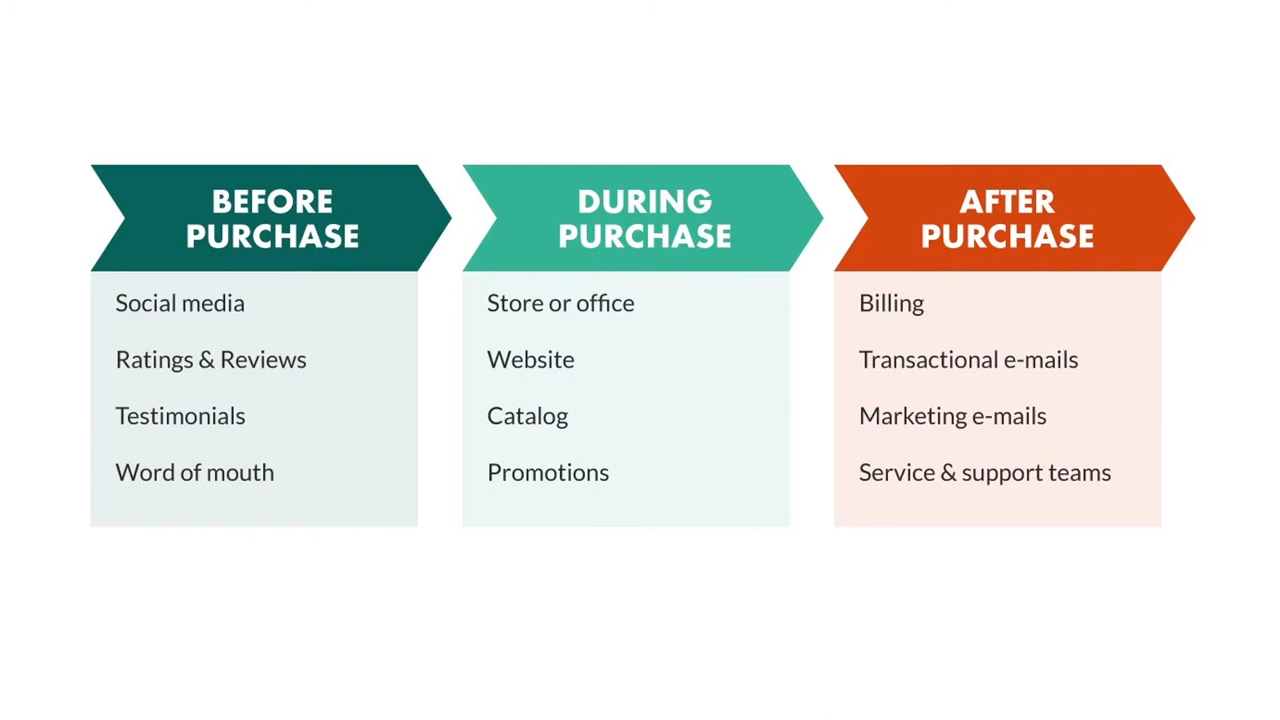 BEFORE
PURCHASE
Social media
Ratings & Reviews
Testimonials
Word of mouth
DURING
PURCHASE
Store or office
Website
Catalog
Promotions
AFTER
PURCHASE
Billing
Transactional e-mails
Marketing e-mails
Service & support teams